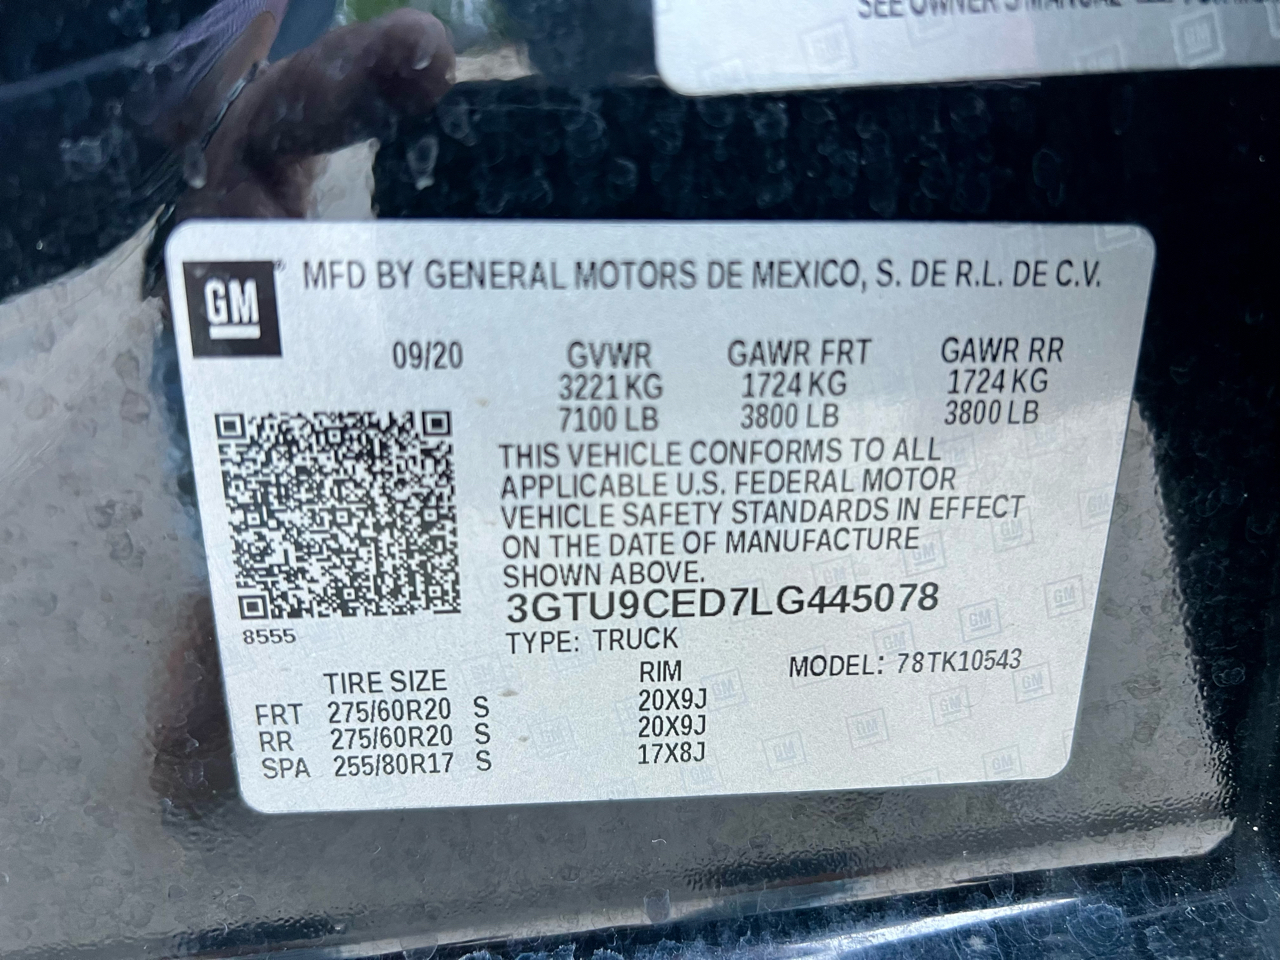 SEE OWNER'S MANUAL
GM
MFD BY GENERAL MOTORS DE MEXICO, S. DE R.L. DE C.V.
09/20 GVWR GAWR FRT GAWR RR
3221 KG 1724 KG 1724 KG
7100 LB 3800 LB 3800 LB
THIS VEHICLE CONFORMS TO ALL
APPLICABLE U.S. FEDERAL MOTOR
VEHICLE SAFETY STANDARDS IN EFFECT
ON THE DATE OF MANUFACTURE
SHOWN ABOVE.
3GTU9CED7LG445078
8555
TYPE: TRUCK
MODEL: 78TK10543
TIRE SIZE RIM
FRT 275/60R20 S 20X9J
RR 275/60R20 S 20X9J
SPA 255/80R17 S 17X8J